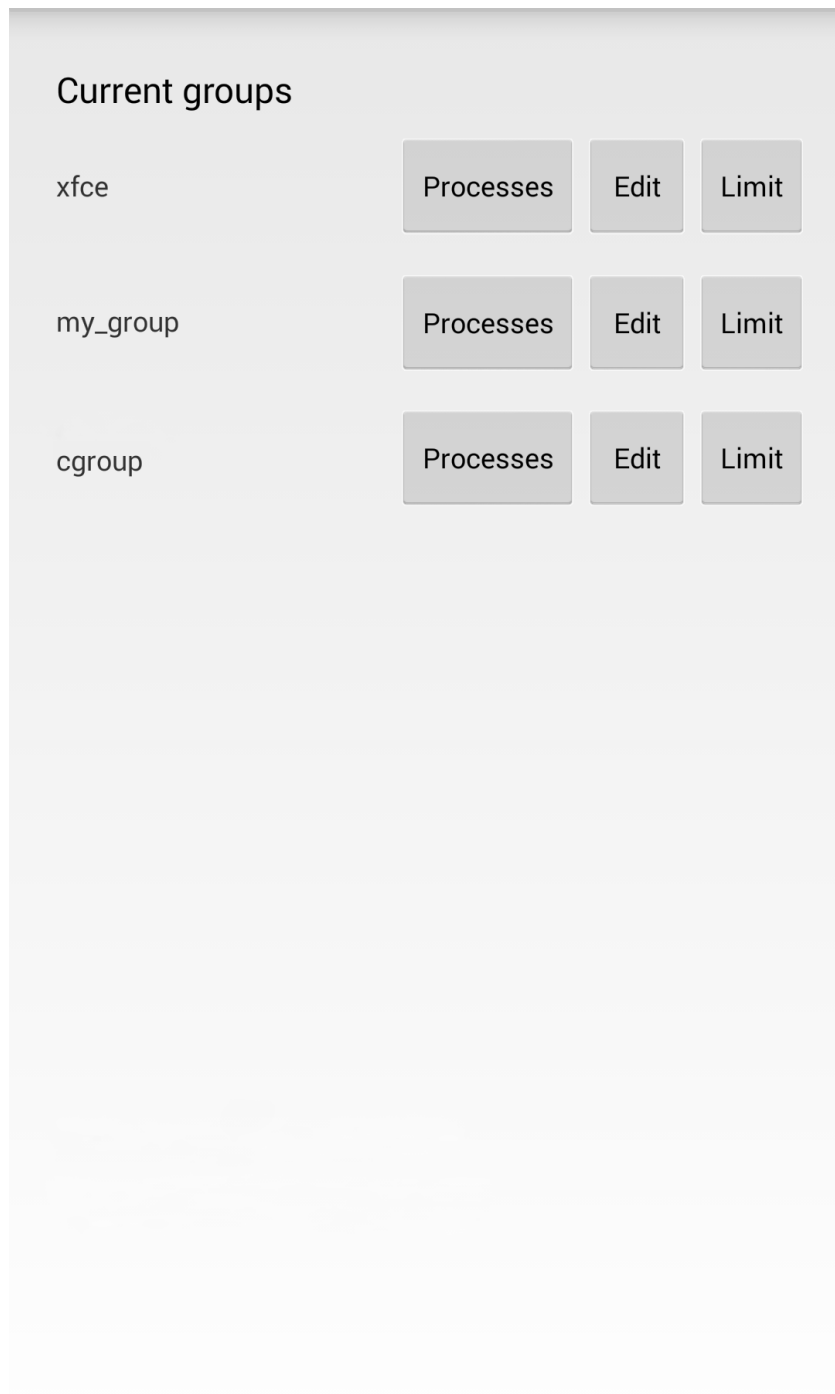 Current groups
xfce Processes Edit Limit
my_group Processes Edit Limit
cgroup Processes Edit Limit